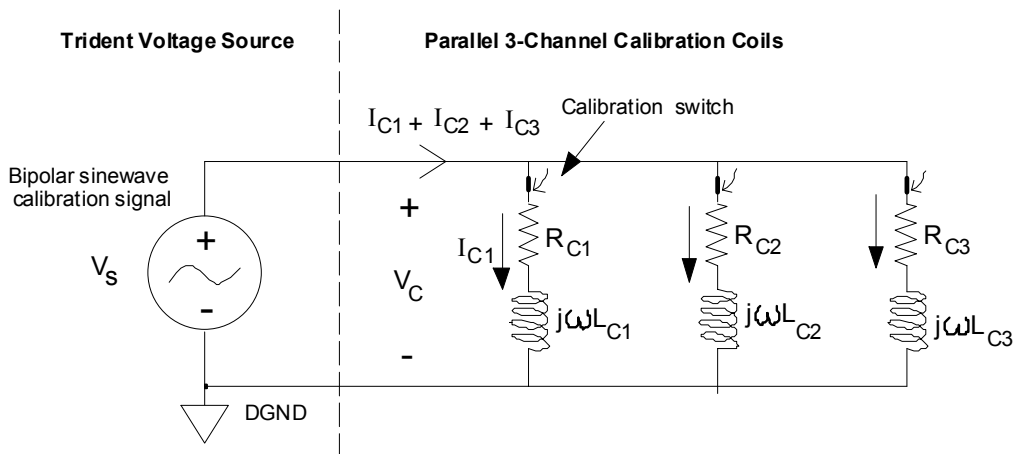 Trident Voltage Source
Parallel 3-Channel Calibration Coils
I_C1 + I_C2 + I_C3
Calibration switch
Bipolar sinewave
calibration signal
+
+
-
V_S
V_C
-
I_C1
R_C1
R_C2
R_C3
jωL_C1
jωL_C2
jωL_C3
DGND